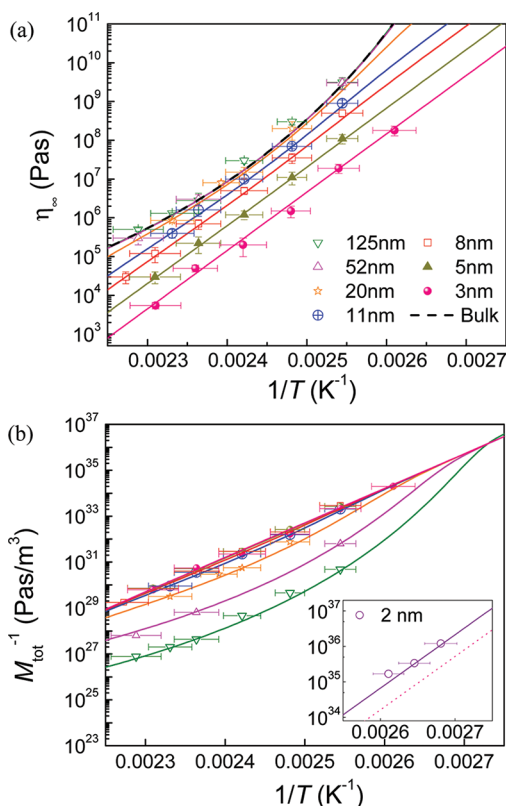 (a)
10^11
10^10
10^9
10^8
10^7
10^6
10^5
10^4
10^3
η∞ (Pas)
125nm
52nm
20nm
11nm
8nm
5nm
3nm
Bulk
0.0023 0.0024 0.0025 0.0026 0.0027
1/T (K^-1)
(b)
10^37
10^35
10^33
10^31
10^29
10^27
10^25
10^23
M_tot^-1 (Pas/m^3)
10^37
10^36
10^35
10^34
2 nm
0.0026 0.0027
0.0023 0.0024 0.0025 0.0026 0.0027
1/T (K^-1)